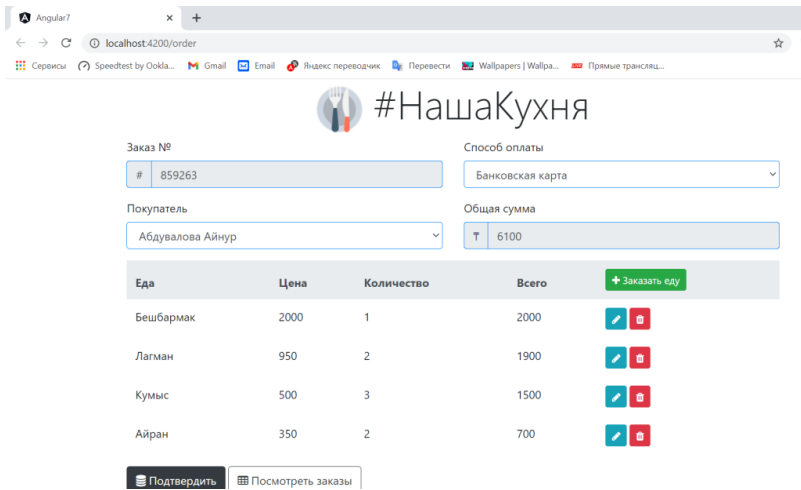 Angular7
localhost:4200/order
Сервисы Speedtest by Ookla... Gmail Email Яндекс переводчик Перевести Wallpapers | Wallpa... Прямые трансляц...
#НашаКухня
Заказ № Способ оплаты
# 859263 Банковская карта
Покупатель Общая сумма
Абдувалова Айнур ₸ 6100
Еда Цена Количество Всего + Заказать еду
Бешбармак 2000 1 2000
Лагман 950 2 1900
Кумыс 500 3 1500
Айран 350 2 700
Подтвердить Посмотреть заказы